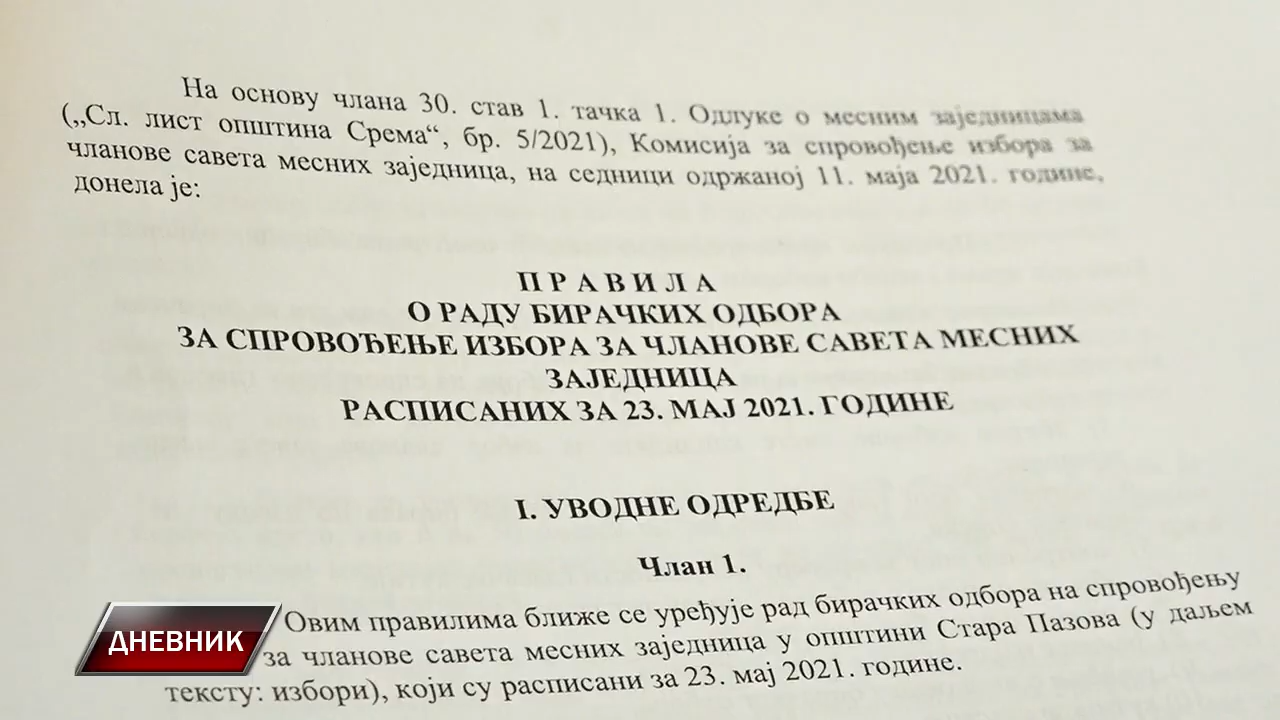 На основу члана 30. став 1. тачка 1. Одлуке о месним заједницама
(„Сл. лист општина Срема“, бр. 5/2021), Комисија за спровођење избора за
чланове савета месних заједница, на седници одржаној 11. маја 2021. године,
донела је:
П Р А В И Л А
О РАДУ БИРАЧКИХ ОДБОРА
ЗА СПРОВОЂЕЊЕ ИЗБОРА ЗА ЧЛАНОВЕ САВЕТА МЕСНИХ
ЗАЈЕДНИЦА
РАСПИСАНИХ ЗА 23. МАЈ 2021. ГОДИНЕ
I. УВОДНЕ ОДРЕДБЕ
Члан 1.
Овим правилима ближе се уређује рад бирачких одбора на спровођењу
за чланове савета месних заједница у општини Стара Пазова (у даљем
тексту: избори), који су расписани за 23. мај 2021. године.
ДНЕВНИК